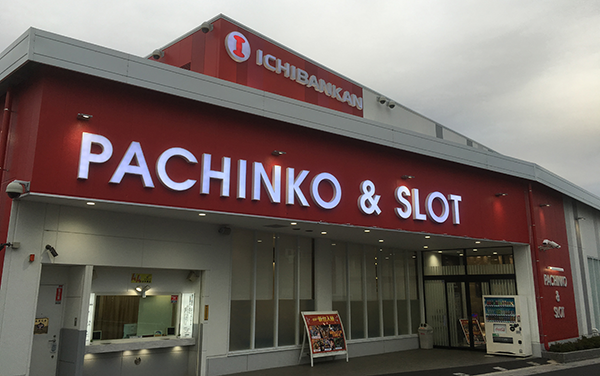 I ICHIBANKAN
PACHINKO & SLOT
PACHINKO
&
SLOT